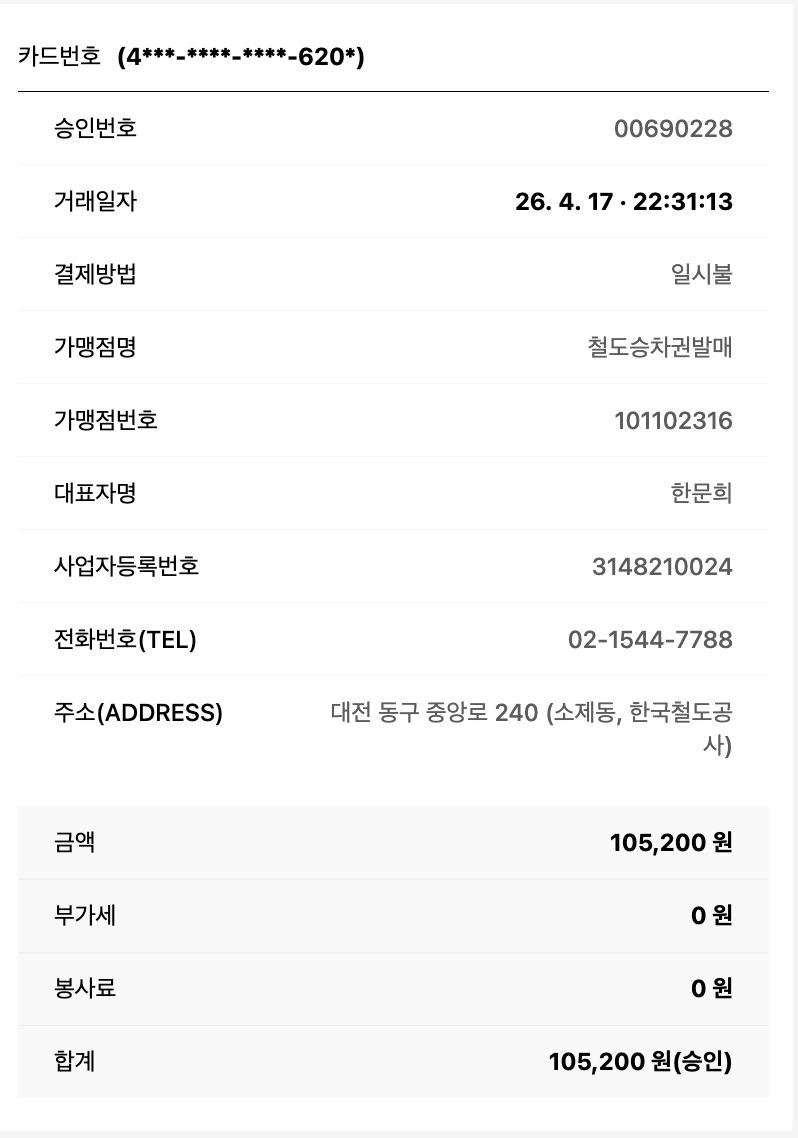 카드번호 (4***-****-****-620*)
승인번호 00690228
거래일자 26. 4. 17 · 22:31:13
결제방법 일시불
가맹점명 철도승차권발매
가맹점번호 101102316
대표자명 한문희
사업자등록번호 3148210024
전화번호(TEL) 02-1544-7788
주소(ADDRESS) 대전 동구 중앙로 240 (소제동, 한국철도공
사)
금액 105,200 원
부가세 0 원
봉사료 0 원
합계 105,200 원(승인)